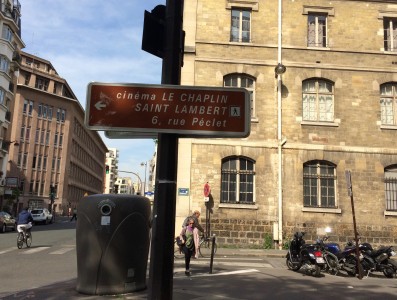 cinéma LE CHAPLIN
SAINT LAMBERT
6, rue Péclet